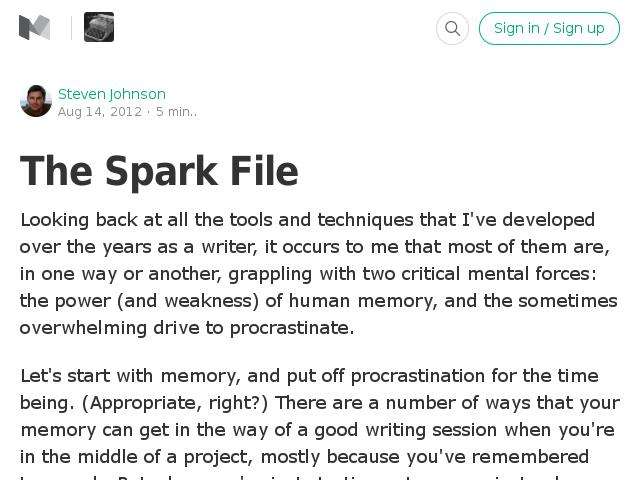 Sign in / Sign up
Steven Johnson
Aug 14, 2012 · 5 min..
The Spark File
Looking back at all the tools and techniques that I've developed
over the years as a writer, it occurs to me that most of them are,
in one way or another, grappling with two critical mental forces:
the power (and weakness) of human memory, and the sometimes
overwhelming drive to procrastinate.
Let's start with memory, and put off procrastination for the time
being. (Appropriate, right?) There are a number of ways that your
memory can get in the way of a good writing session when you're
in the middle of a project, mostly because you've remembered